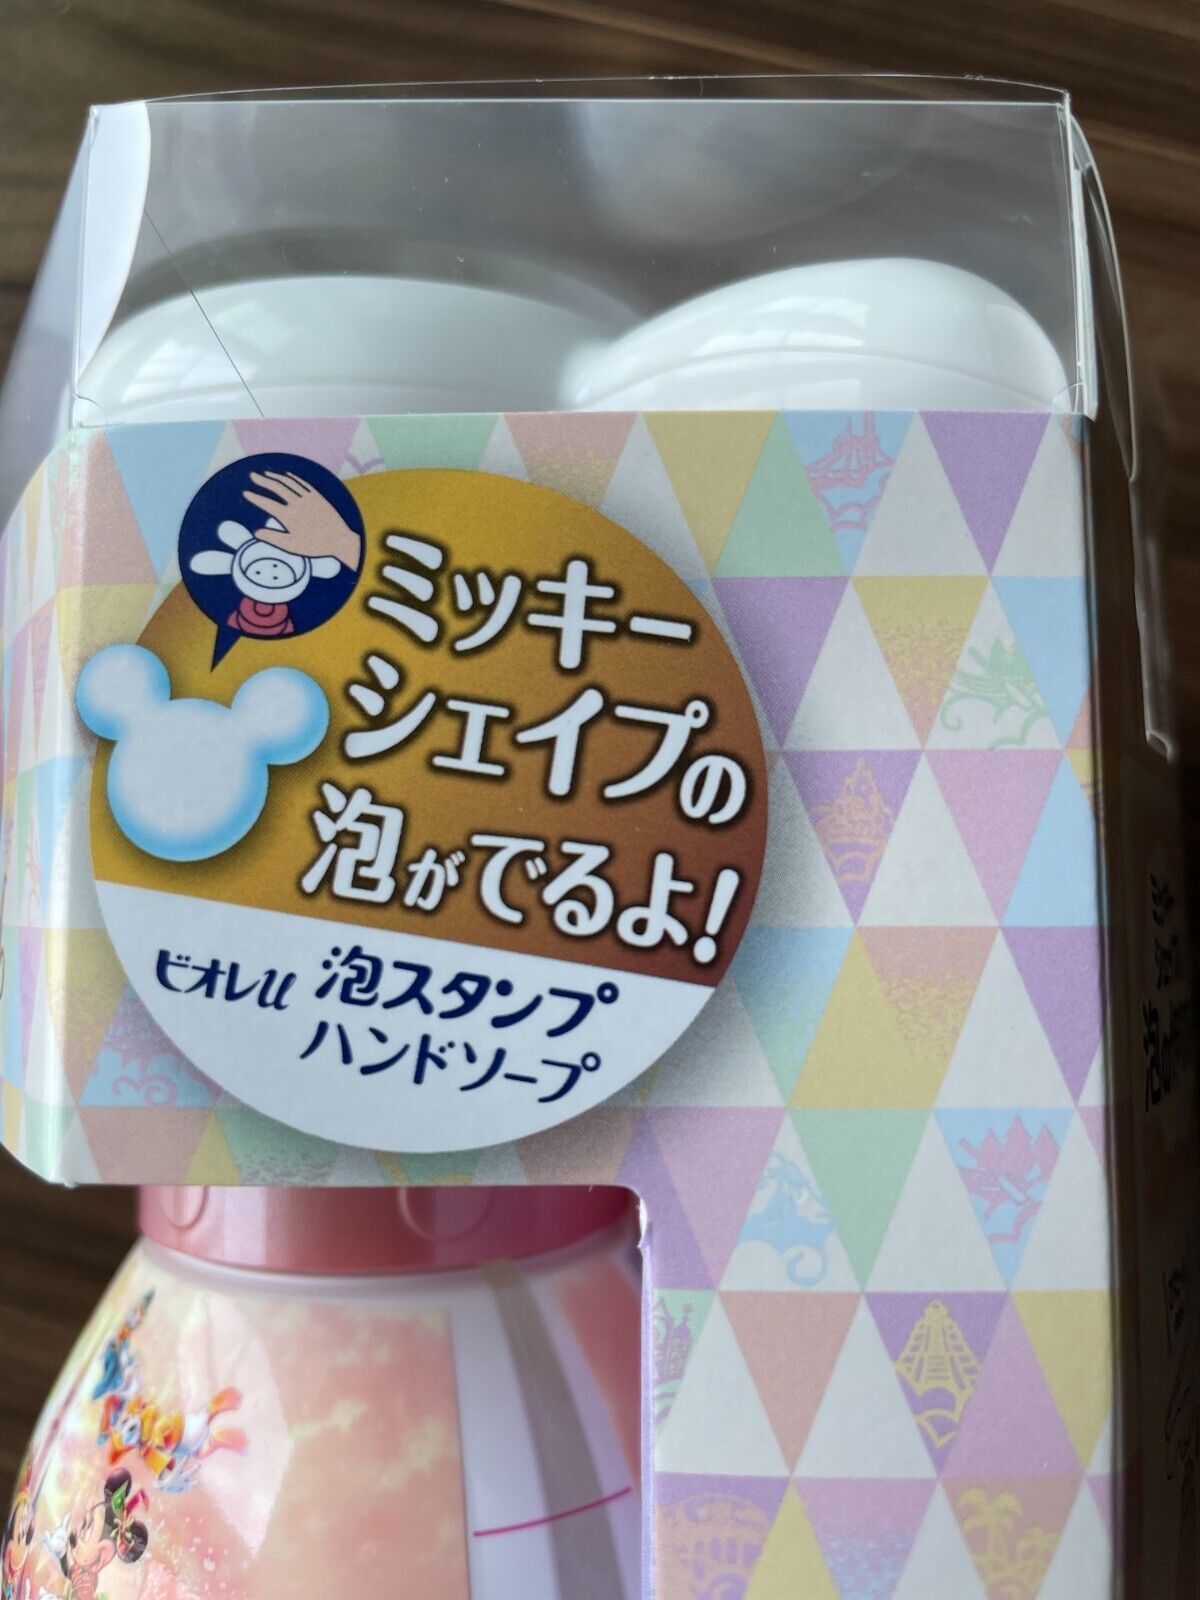 ミッキー
シェイプの
泡がでるよ!
ビオレu 泡スタンプ
ハンドソープ